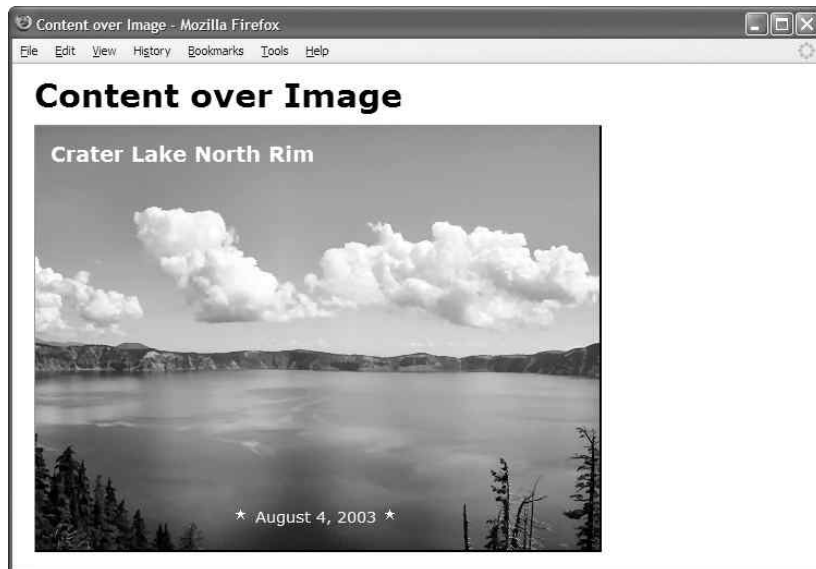 Content over Image - Mozilla Firefox
File Edit View History Bookmarks Tools Help
Content over Image
Crater Lake North Rim
★ August 4, 2003 ★